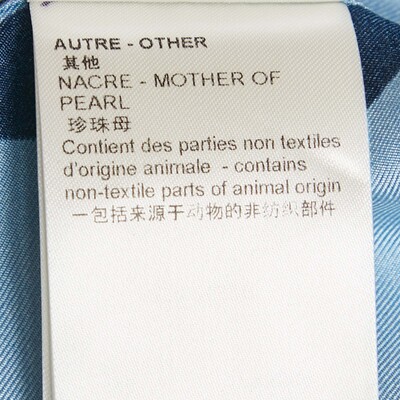 AUTRE - OTHER
其他
NACRE - MOTHER OF
PEARL
珍珠母
Contient des parties non textiles
d'origine animale - contains
non-textile parts of animal origin
一包括来源于动物的非纺织部件